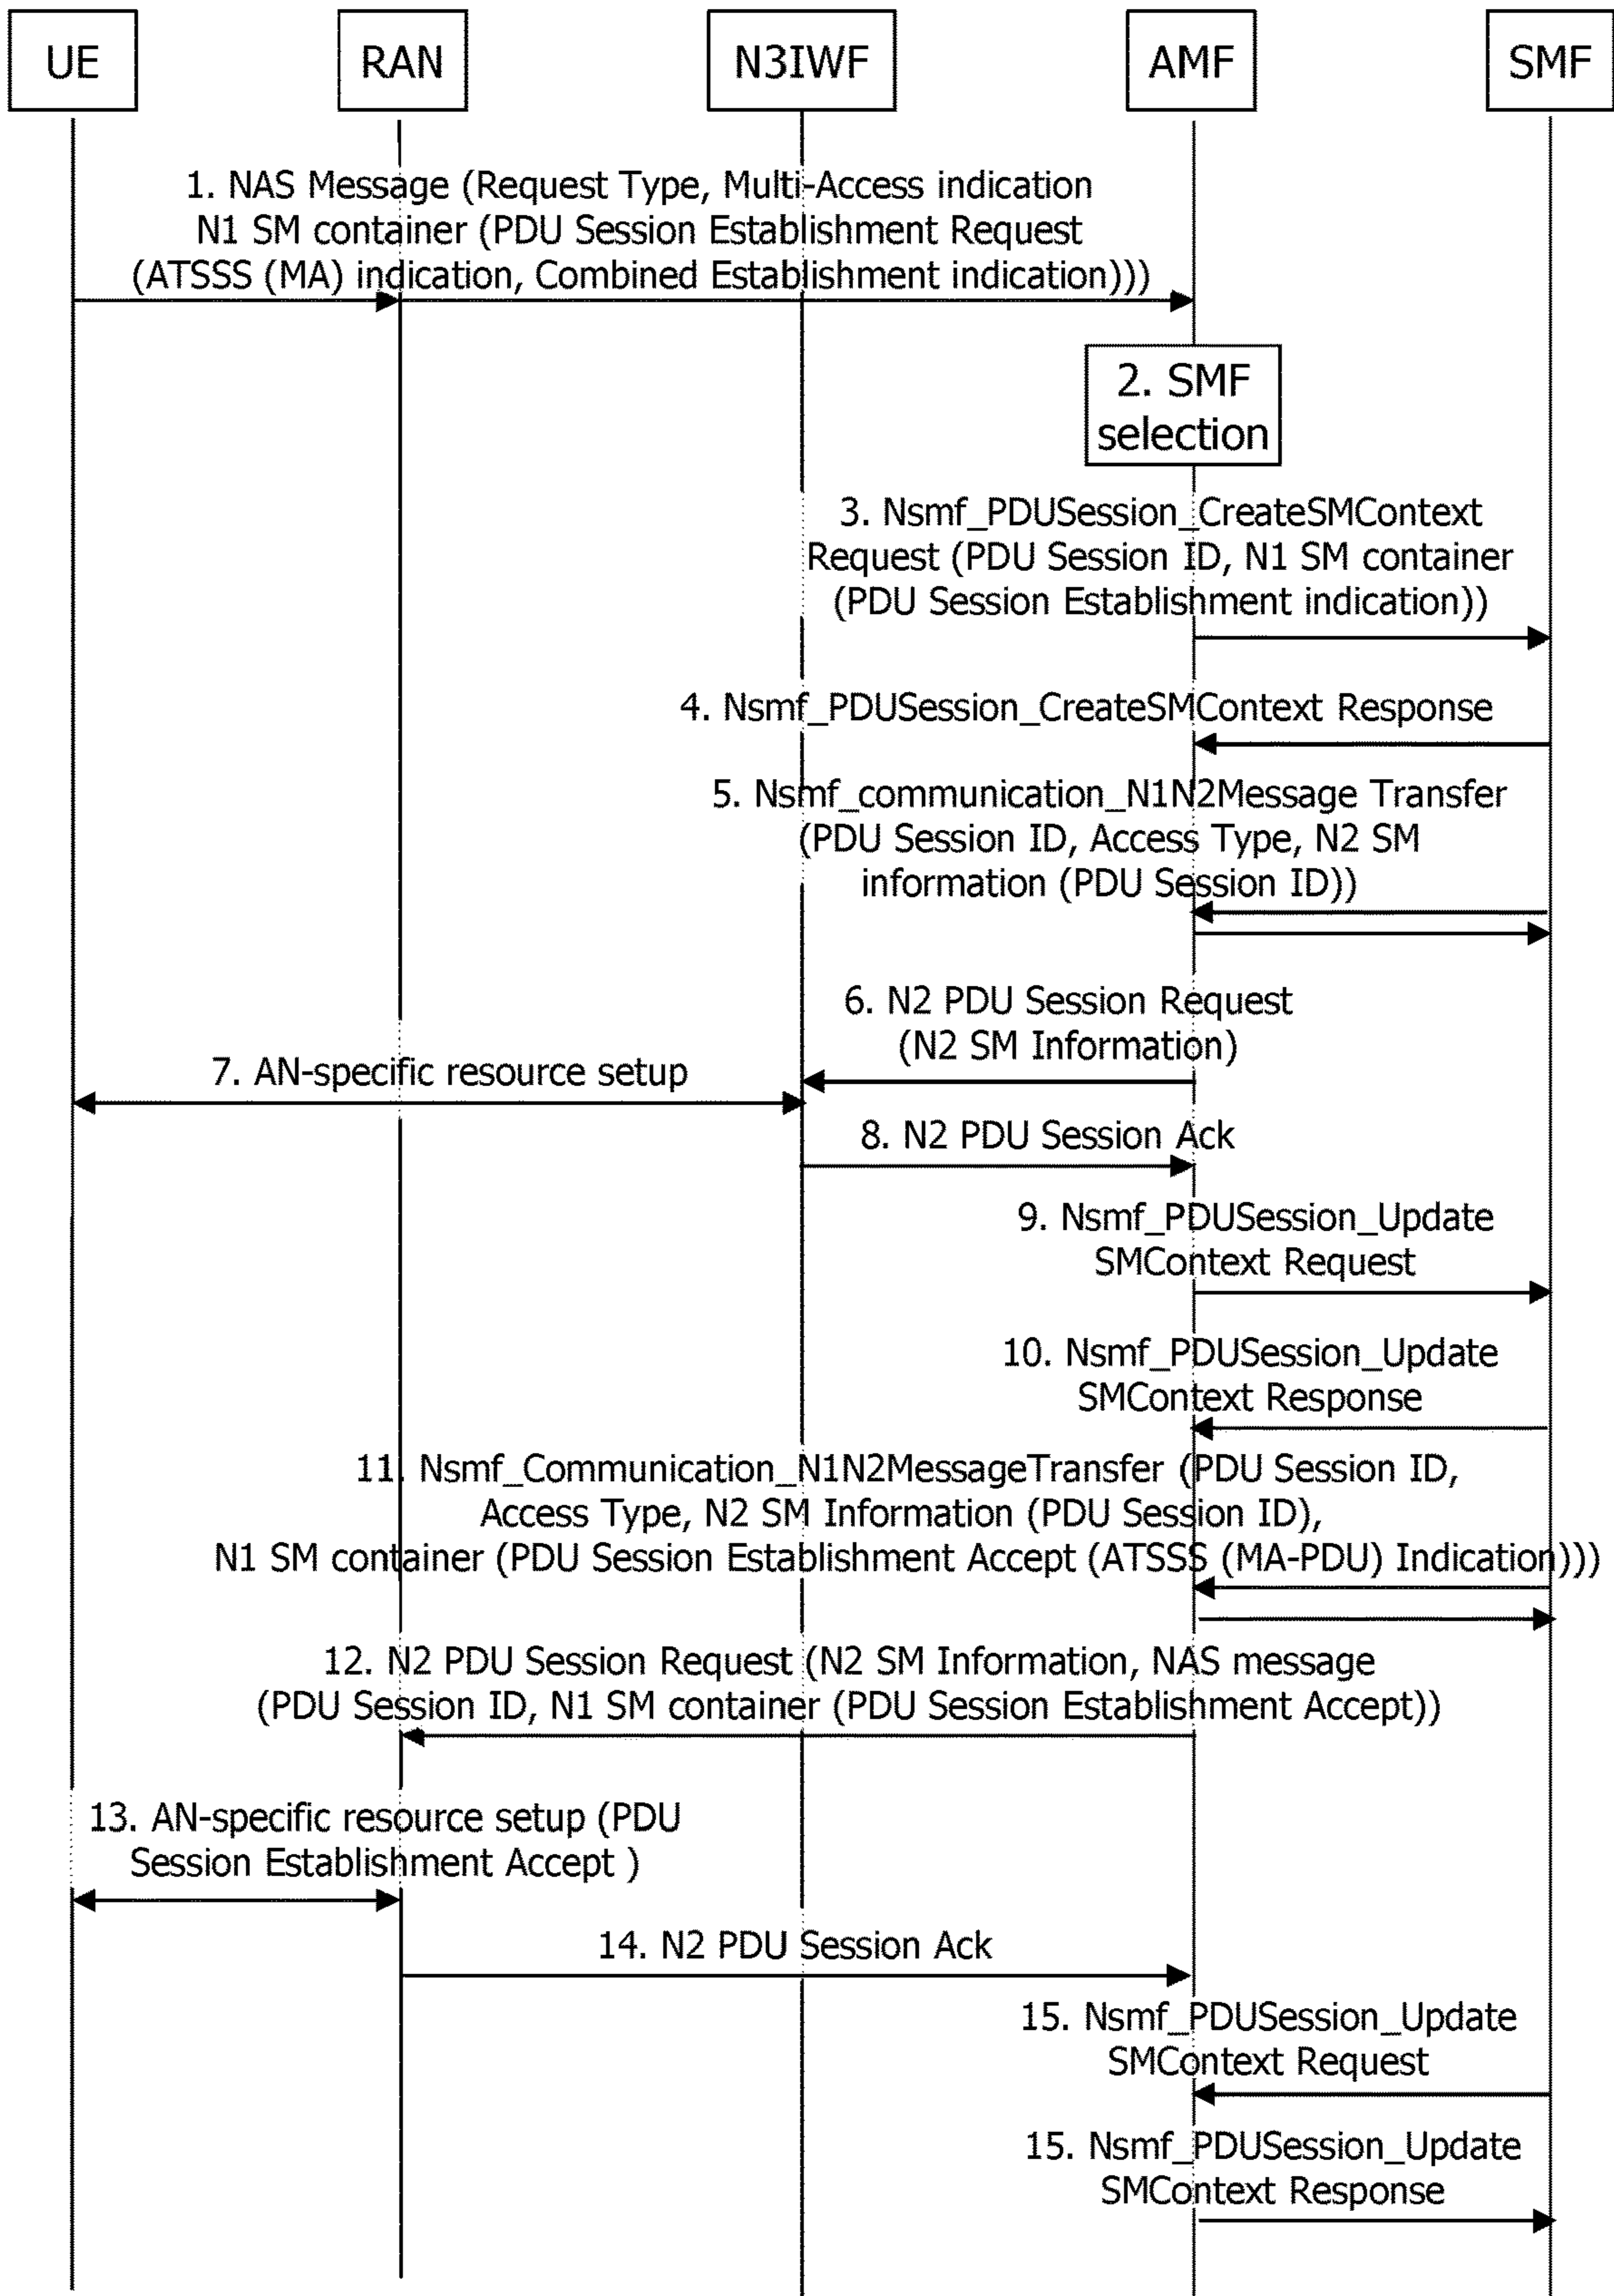 UE
RAN
N3IWF
AMF
SMF
1. NAS Message (Request Type, Multi-Access indication
N1 SM container (PDU Session Establishment Request
(ATSSS (MA) indication, Combined Establishment indication)))
2. SMF
selection
3. Nsmf_PDUSession_CreateSMContext
Request (PDU Session ID, N1 SM container
(PDU Session Establishment indication))
4. Nsmf_PDUSession_CreateSMContext Response
5. Nsmf_communication_N1N2Message Transfer
(PDU Session ID, Access Type, N2 SM
information (PDU Session ID))
6. N2 PDU Session Request
(N2 SM Information)
7. AN-specific resource setup
8. N2 PDU Session Ack
9. Nsmf_PDUSession_Update
SMContext Request
10. Nsmf_PDUSession_Update
SMContext Response
11. Nsmf_Communication_N1N2MessageTransfer (PDU Session ID,
Access Type, N2 SM Information (PDU Session ID),
N1 SM container (PDU Session Establishment Accept (ATSSS (MA-PDU) Indication)))
12. N2 PDU Session Request (N2 SM Information, NAS message
(PDU Session ID, N1 SM container (PDU Session Establishment Accept))
13. AN-specific resource setup (PDU
Session Establishment Accept )
14. N2 PDU Session Ack
15. Nsmf_PDUSession_Update
SMContext Request
15. Nsmf_PDUSession_Update
SMContext Response